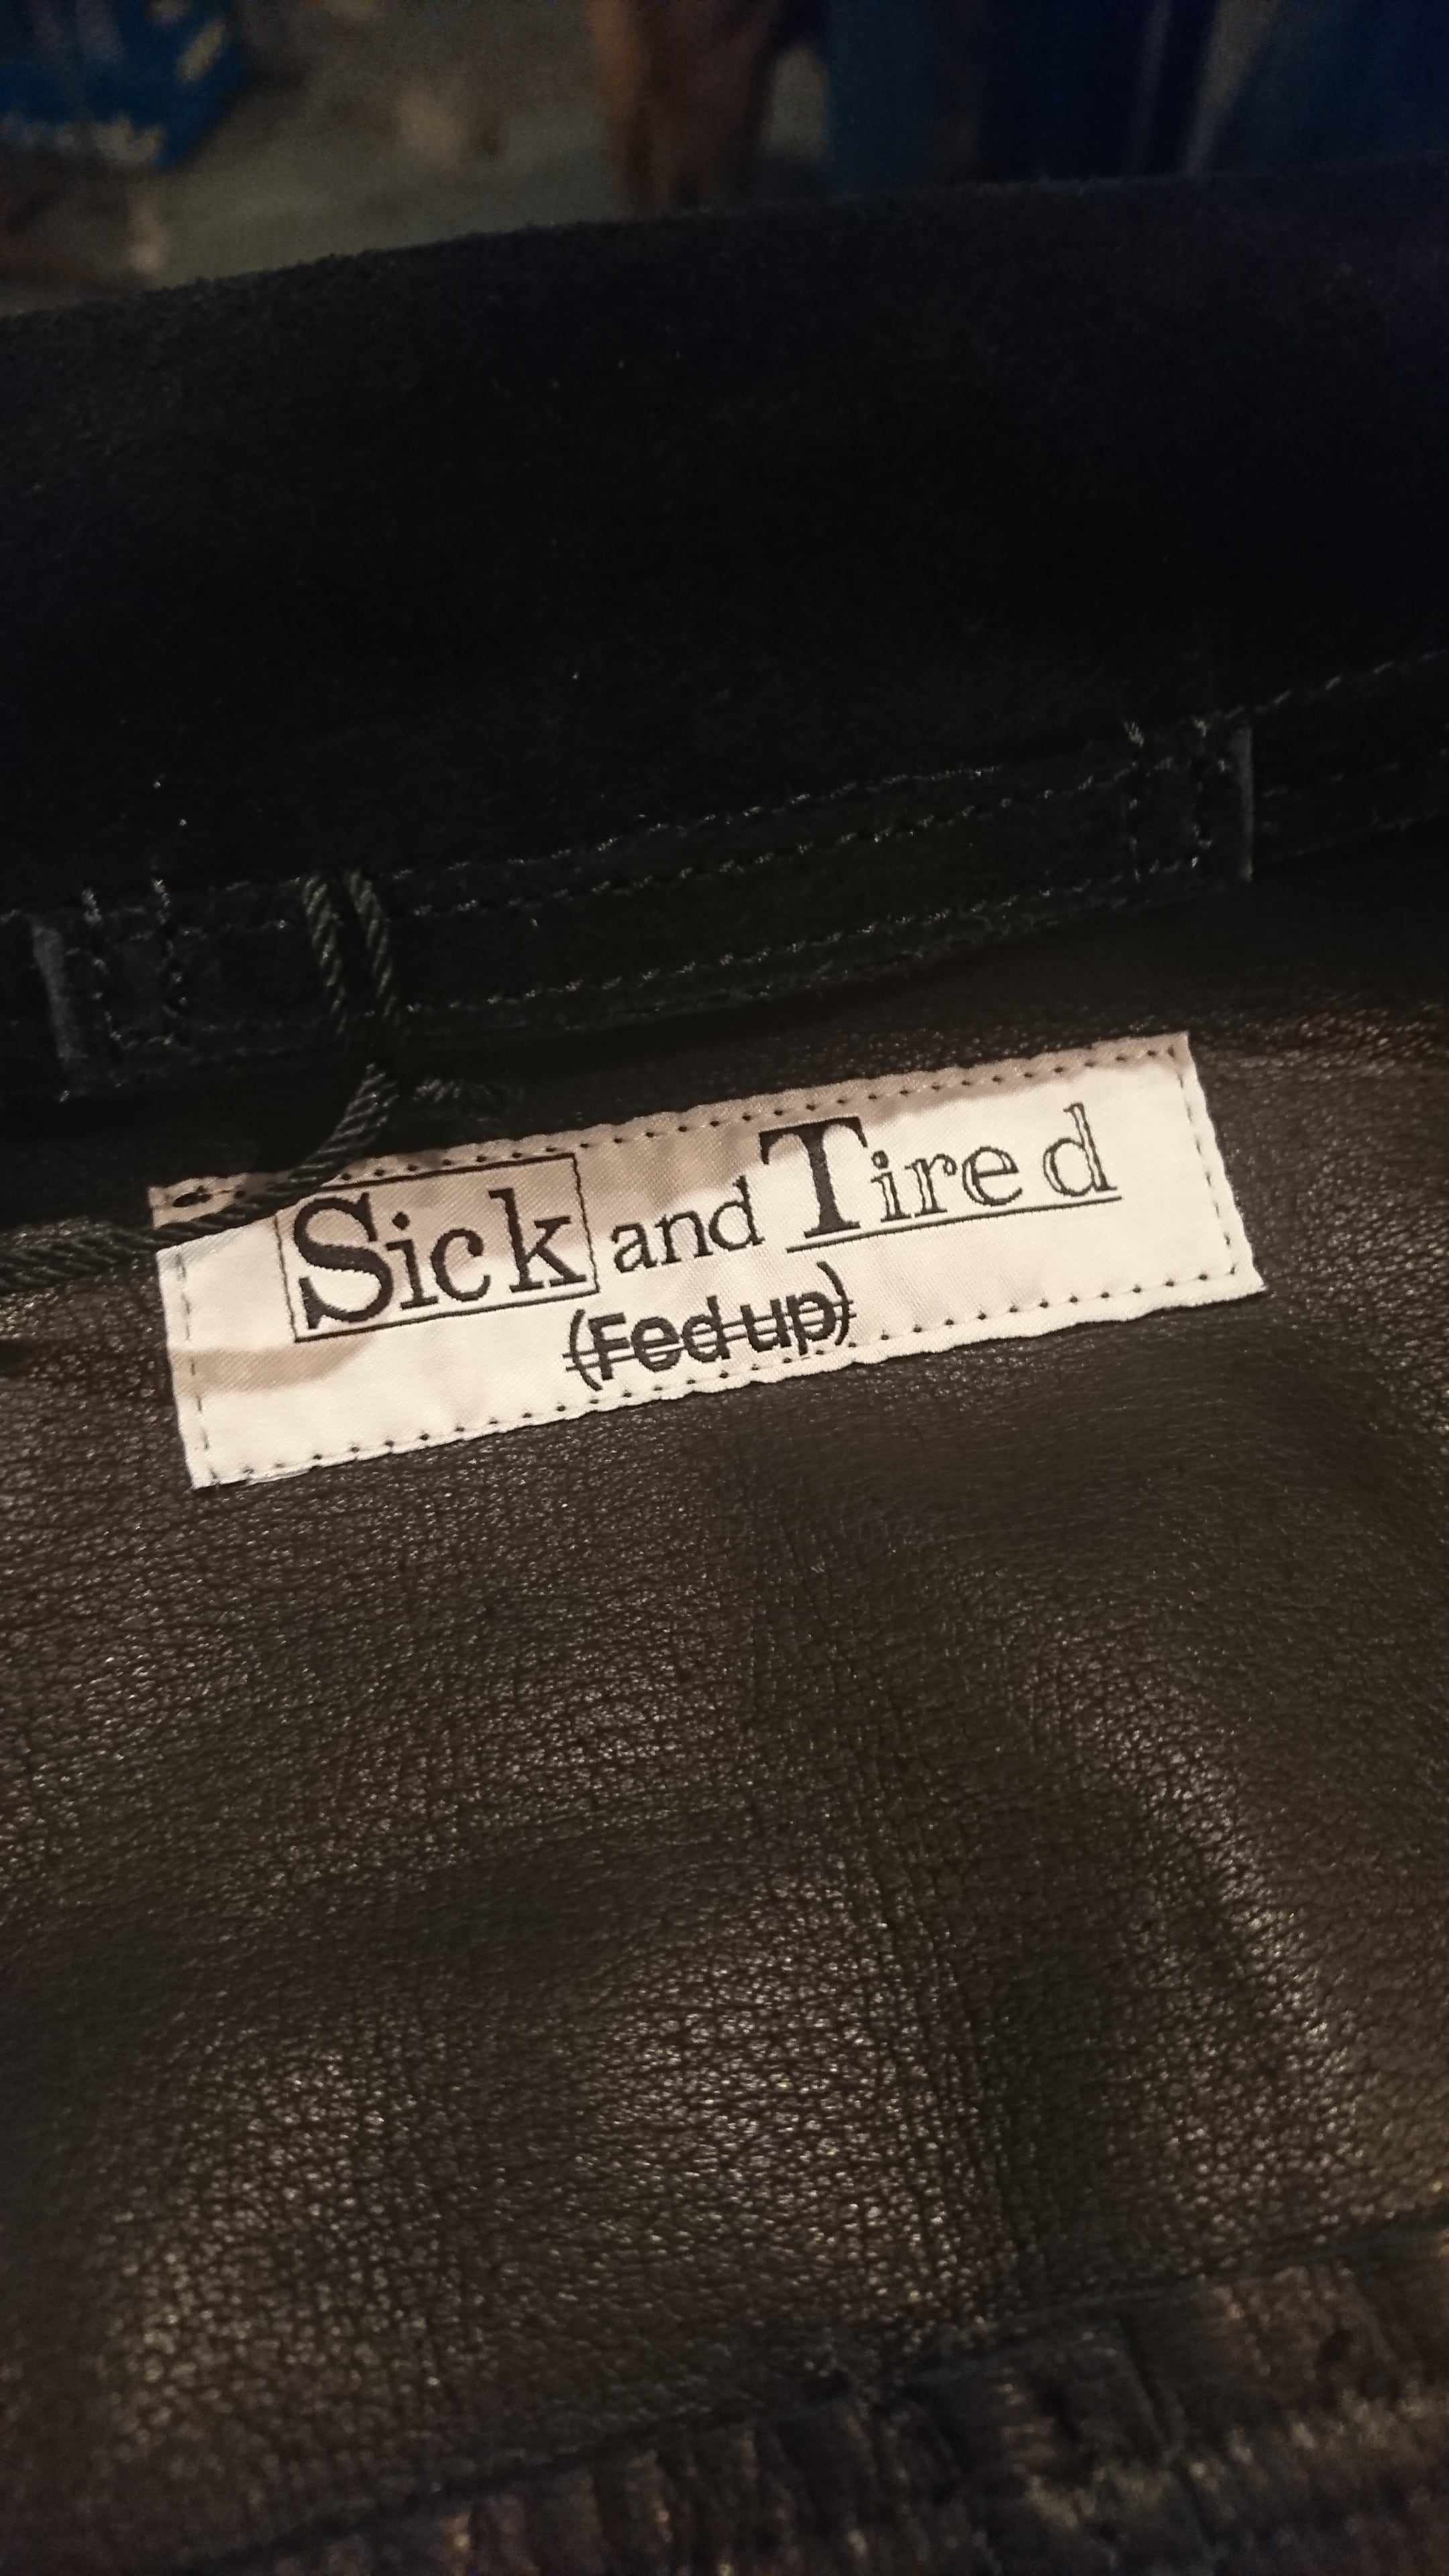 Sick and Tired
(Fed up)